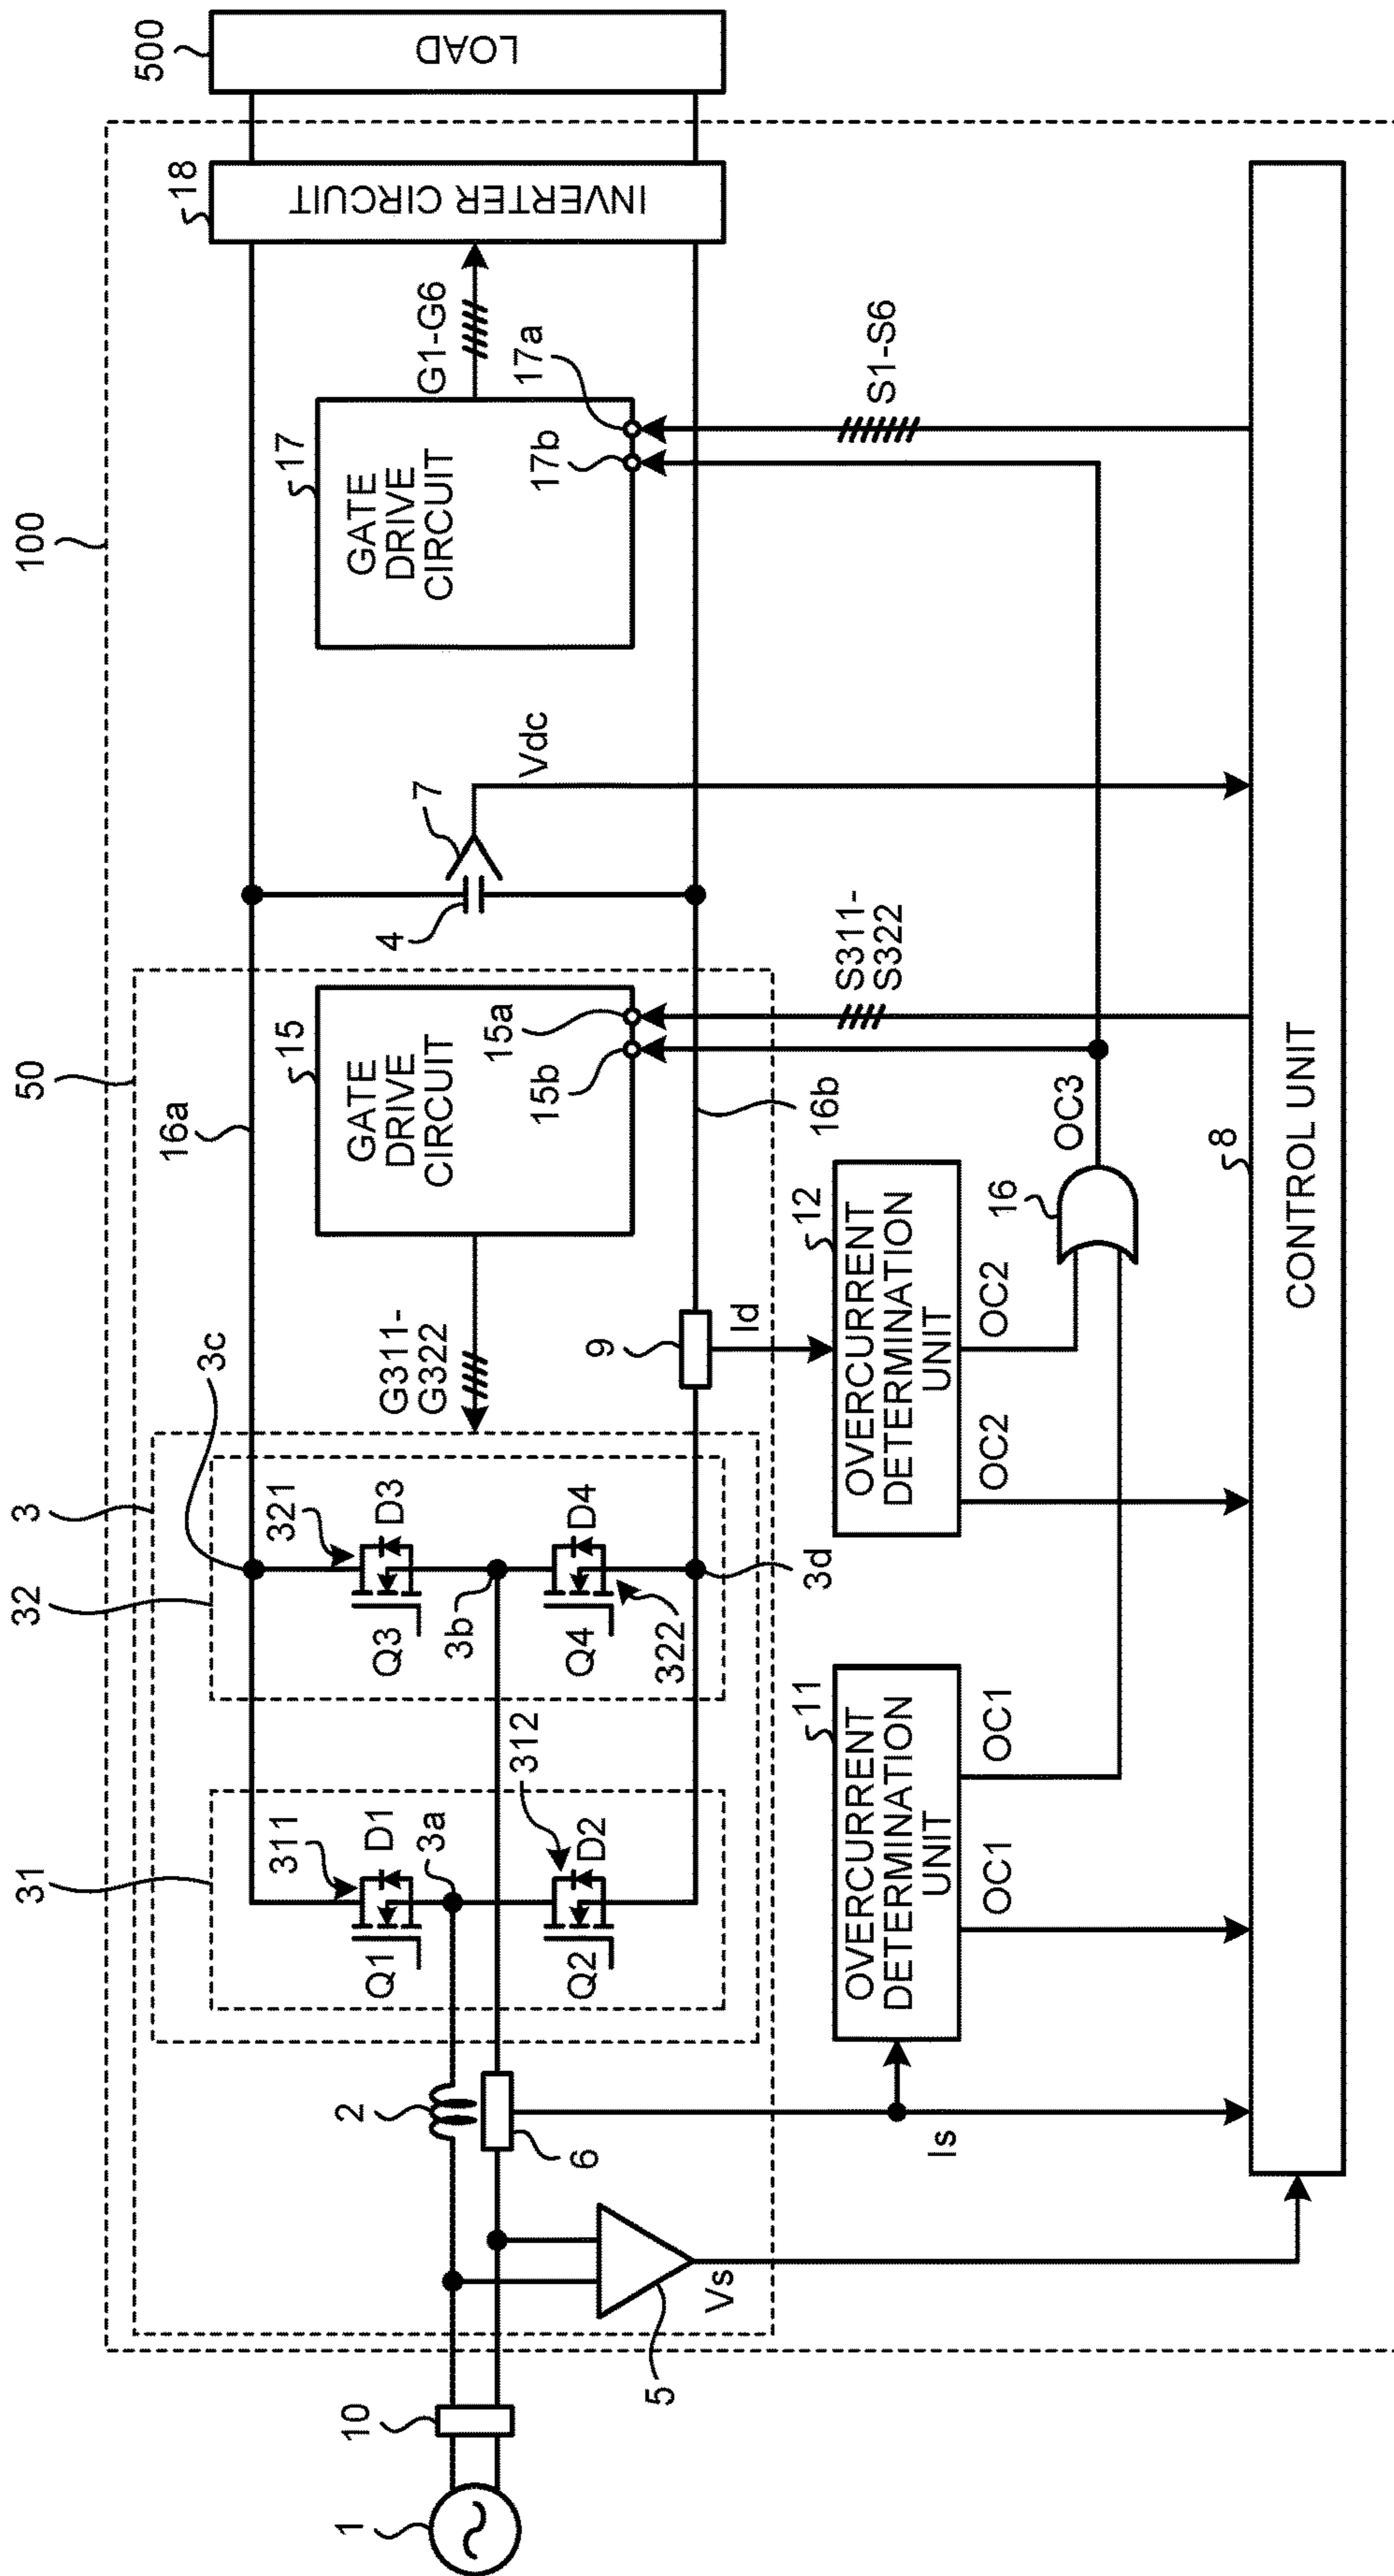 100
50
3
32
31
3c
16a
15
17
18
500
LOAD
INVERTER CIRCUIT
G1-G6
GATE
DRIVE
CIRCUIT
17a
17b
S1-S6
Vdc
7
4
GATE
DRIVE
CIRCUIT
15a
15b
S311-
S322
16b
G311-
G322
321
Q3
D3
3b
Q4
D4
322
3d
311
Q1
D1
3a
312
Q2
D2
1
10
2
6
5
Vs
Is
9
Id
12
OVERCURRENT
DETERMINATION
UNIT
OC2
OC2
11
OVERCURRENT
DETERMINATION
UNIT
OC1
OC1
16
OC3
8
CONTROL UNIT